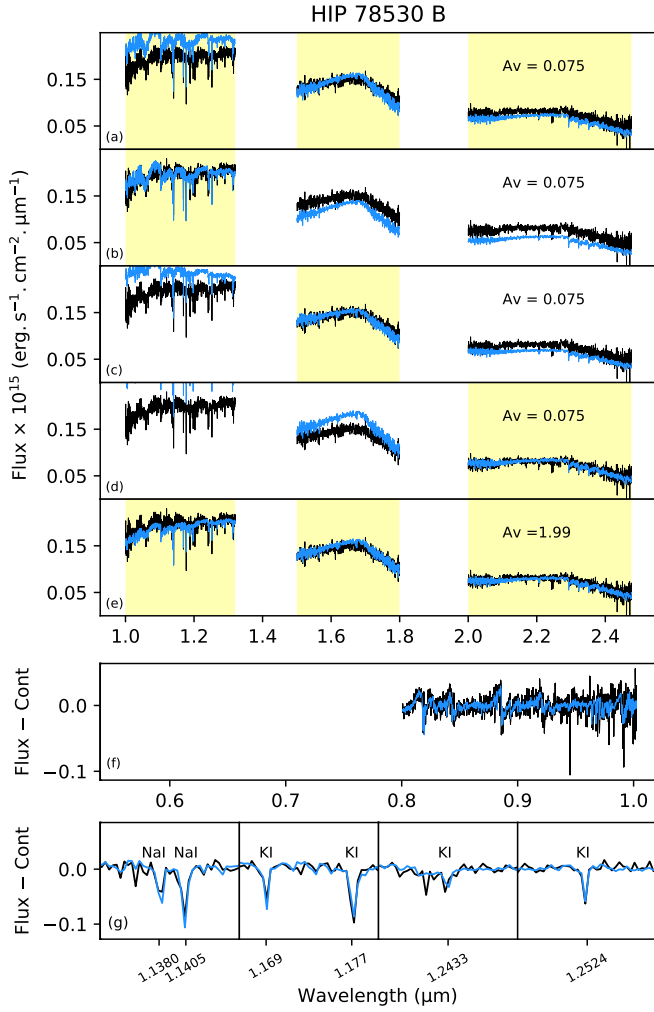 HIP 78530 B
Flux × 10¹⁵ (erg. s⁻¹. cm⁻². μm⁻¹)
0.15
0.05
Av = 0.075
(a)
0.15
0.05
Av = 0.075
(b)
0.15
0.05
Av = 0.075
(c)
0.15
0.05
Av = 0.075
(d)
0.15
0.05
Av =1.99
(e)
1.0 1.2 1.4 1.6 1.8 2.0 2.2 2.4
Flux − Cont
0.0
−0.1
(f)
0.6 0.7 0.8 0.9 1.0
Flux − Cont
NaI NaI KI KI KI KI
0.0
−0.1
(g)
1.1380 1.1405 1.169 1.177 1.2433 1.2524
Wavelength (μm)